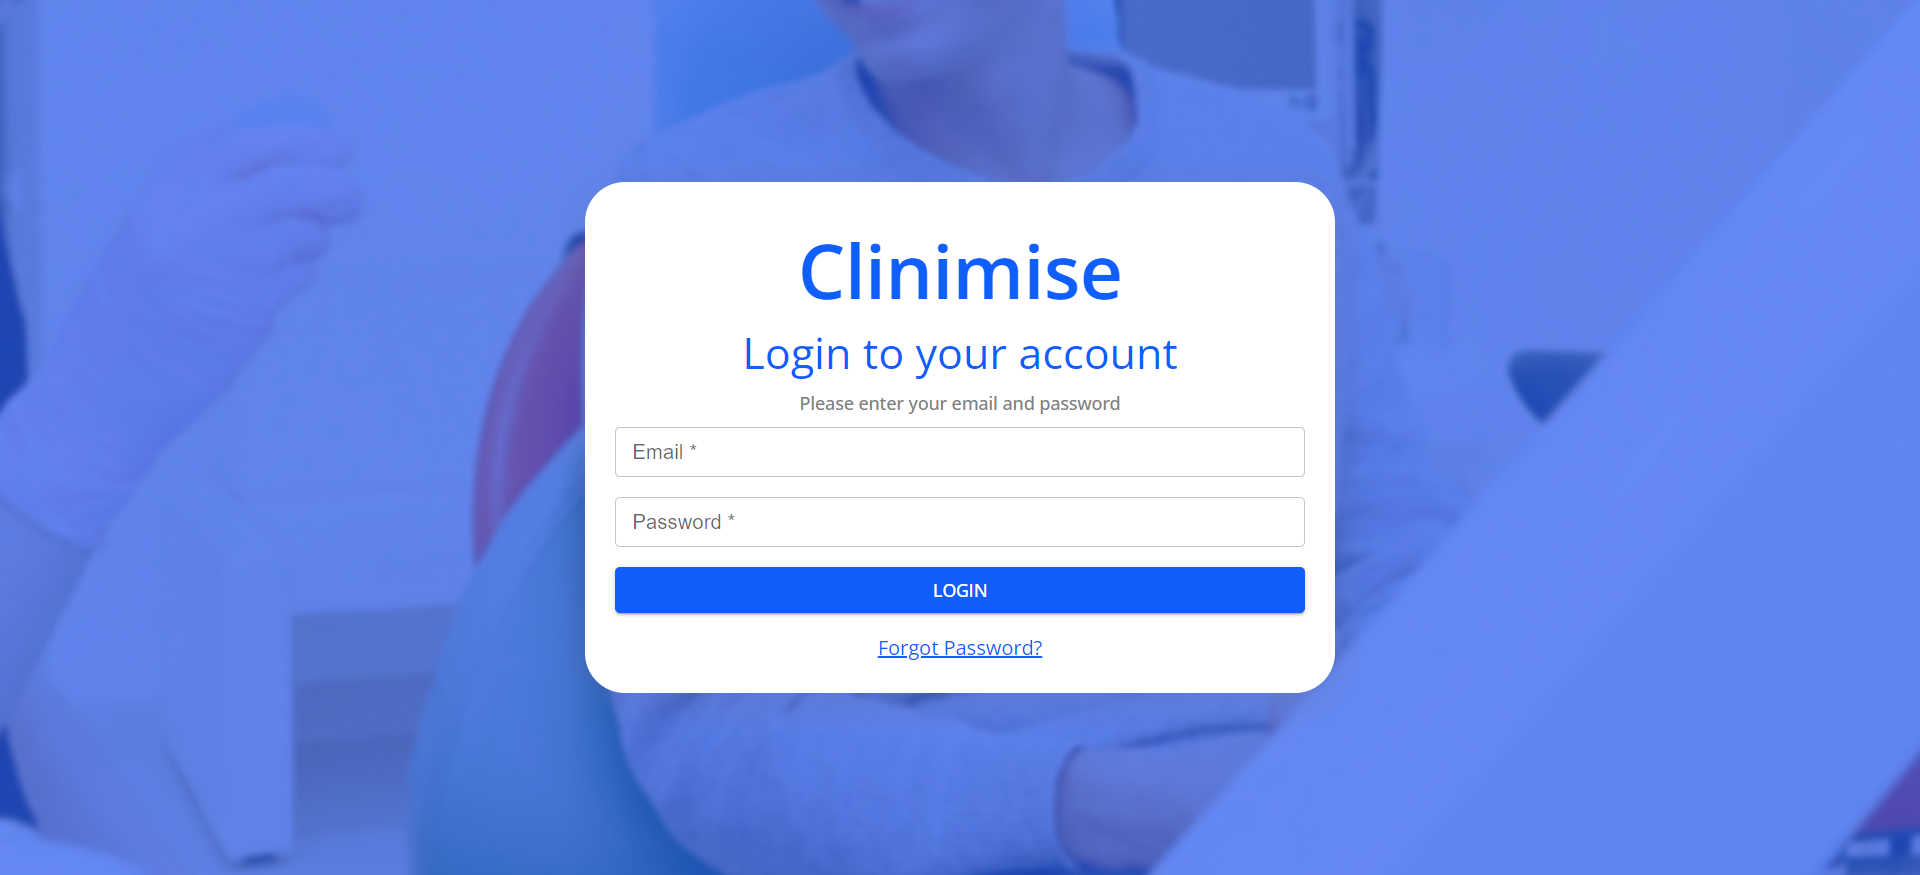 Clinimise
Login to your account
Please enter your email and password
Email *
Password *
LOGIN
Forgot Password?